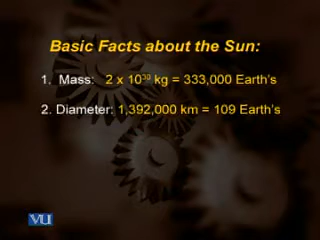 Basic Facts about the Sun:
1. Mass: 2 x 10³⁰ kg = 333,000 Earth's
2. Diameter: 1,392,000 km = 109 Earth's
VU